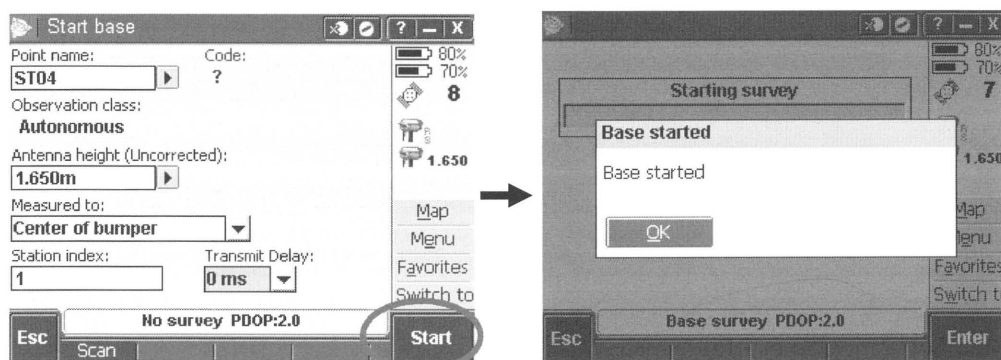 Start base
? – X
Point name:
Code:
ST04
?
Observation class:
Autonomous
Antenna height (Uncorrected):
1.650m
Measured to:
Center of bumper
Station index:
Transmit Delay:
1
0 ms
80%
70%
8
1.650
Map
Menu
Favorites
Switch to
Esc
No survey PDOP:2.0
Start
Scan
? – X
80%
70%
7
Starting survey
Base started
Base started
OK
1.650
Map
Menu
Favorites
Switch t
Esc
Base survey PDOP:2.0
Enter